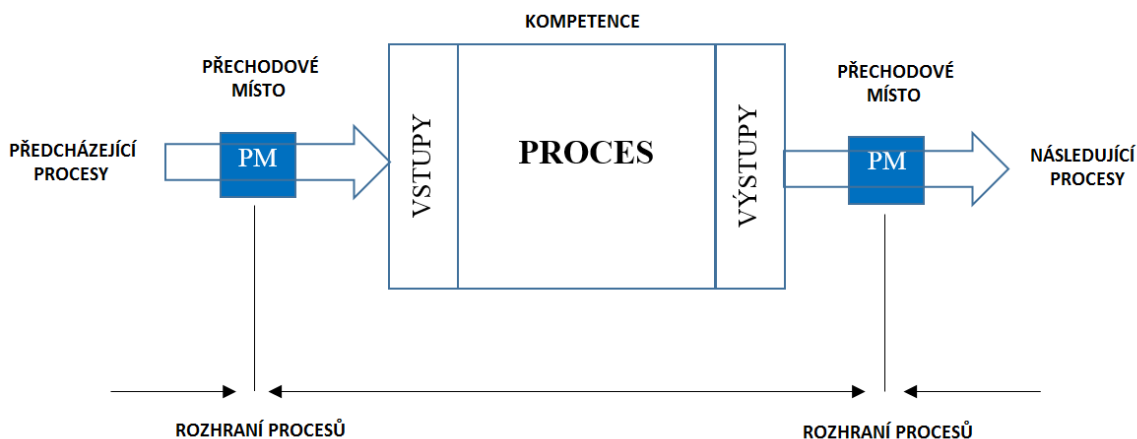 KOMPETENCE
PŘECHODOVÉ
MÍSTO
PŘECHODOVÉ
MÍSTO
PŘEDCHÁZEJÍCÍ
PROCESY
PM
VSTUPY
PROCES
VÝSTUPY
PM
NÁSLEDUJÍCÍ
PROCESY
ROZHRANÍ PROCESŮ
ROZHRANÍ PROCESŮ